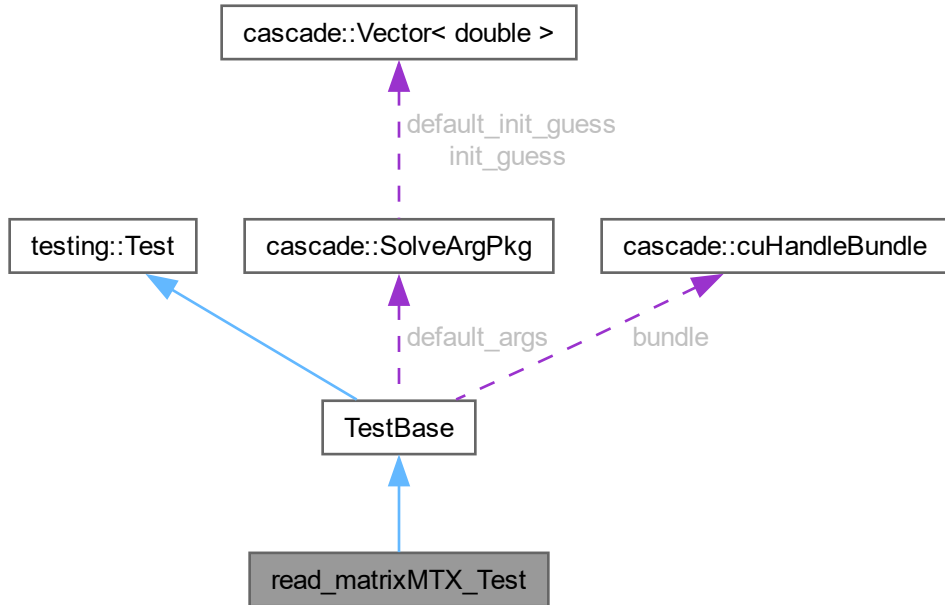 cascade::Vector< double >
default_init_guess
init_guess
testing::Test
cascade::SolveArgPkg
cascade::cuHandleBundle
default_args
bundle
TestBase
read_matrixMTX_Test